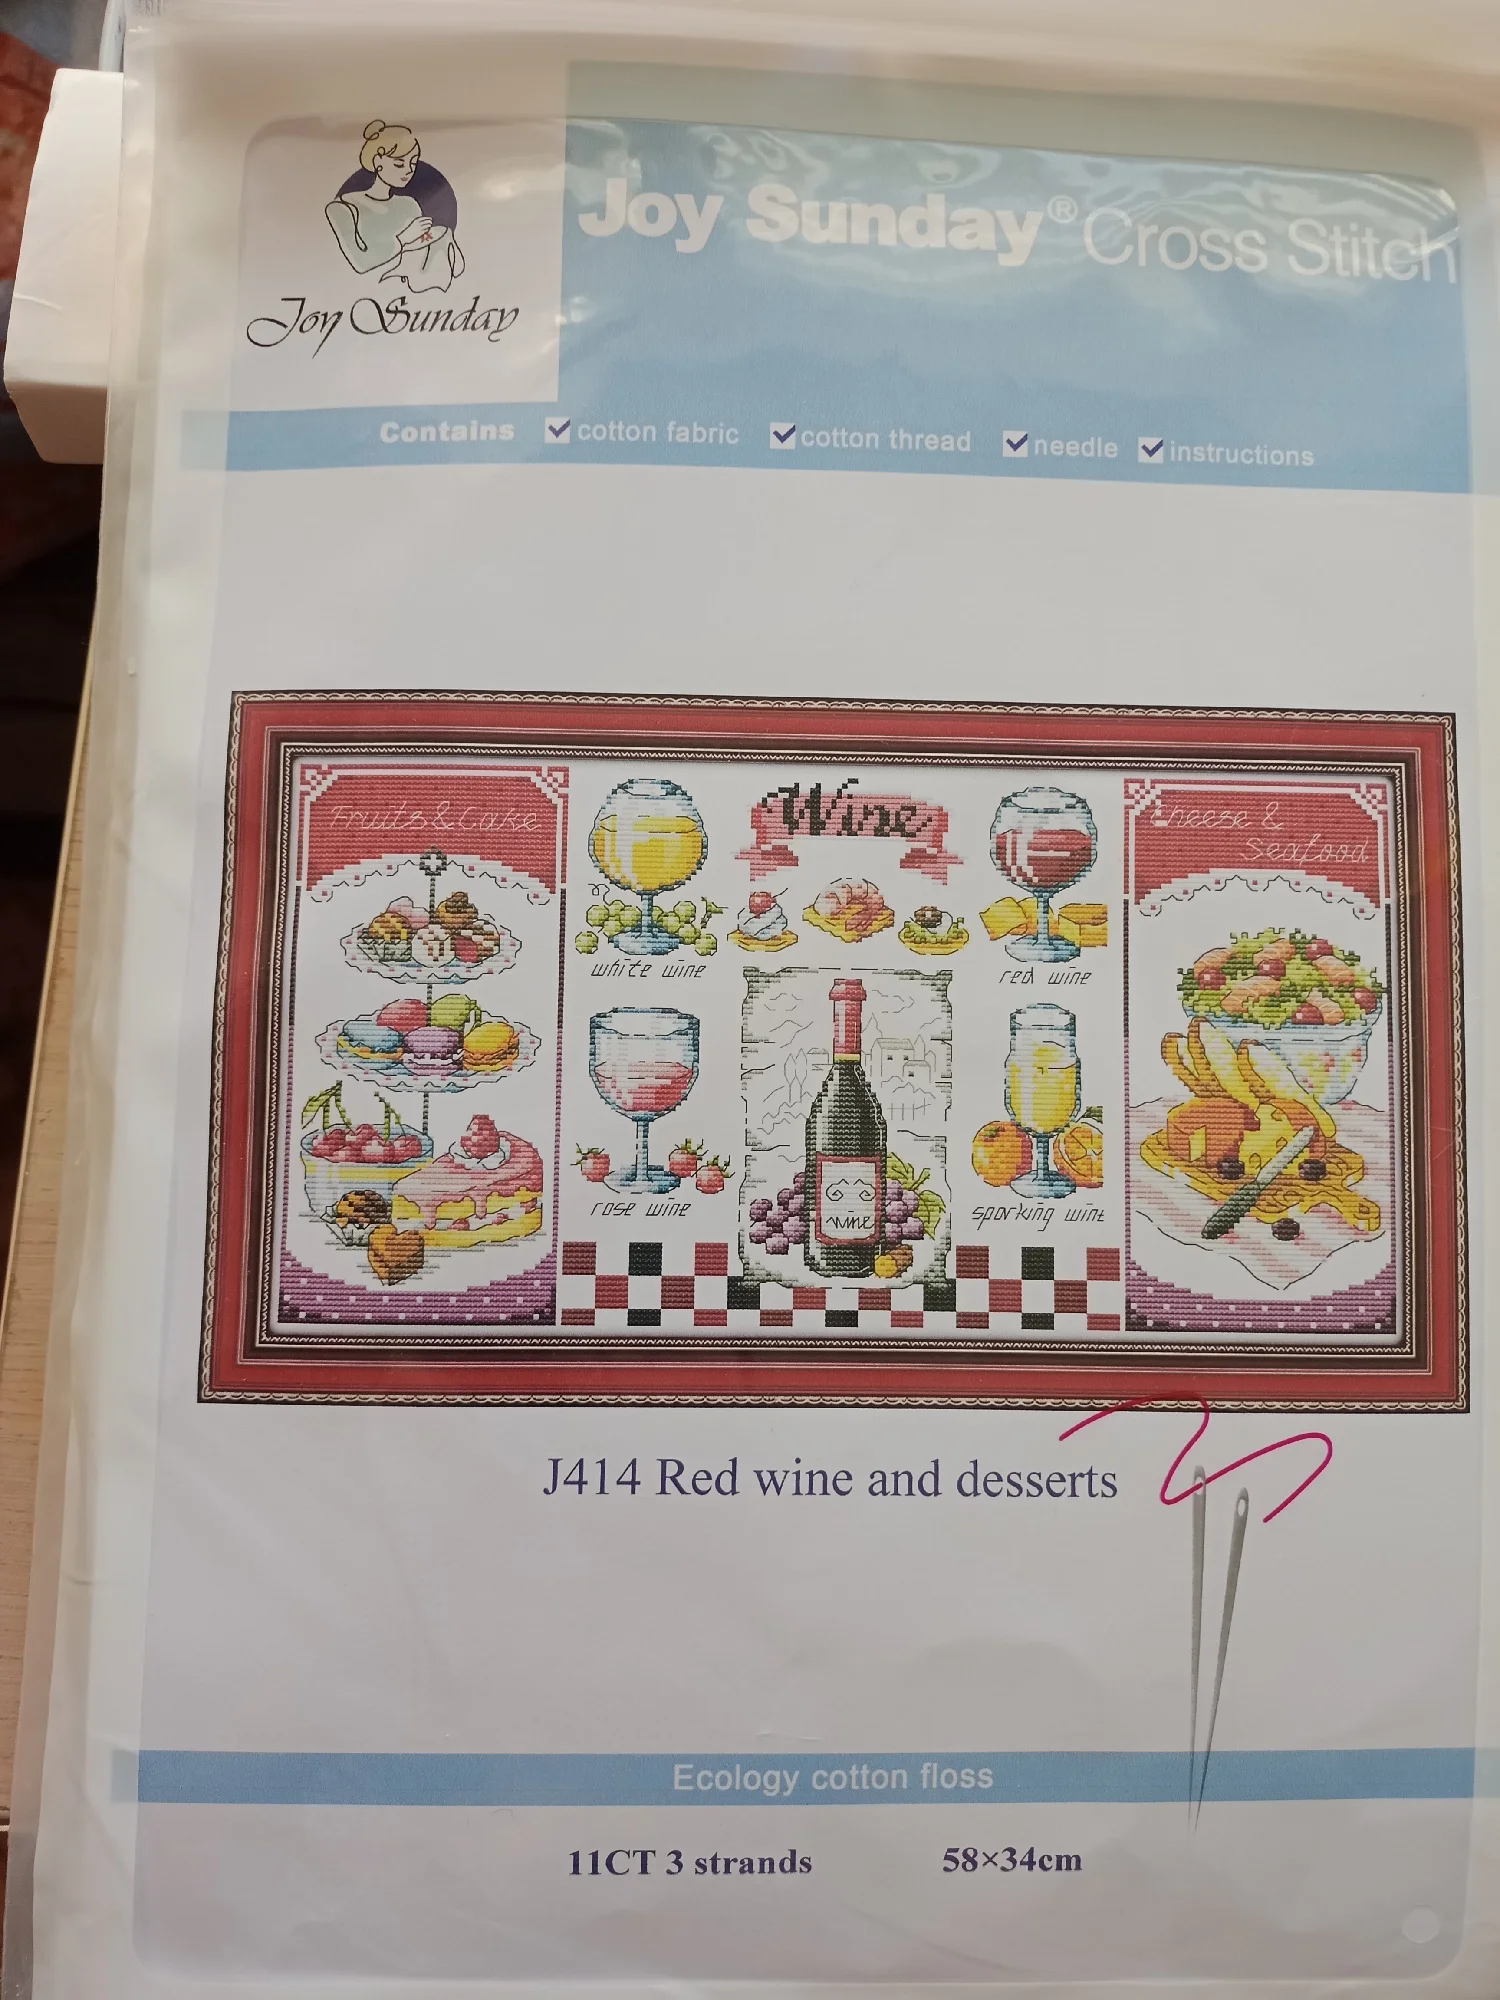 Joy Sunday
Joy Sunday® Cross Stitch
Contains cotton fabric cotton thread needle instructions
Fruits & Cake
Wine
Cheese &
Seafood
white wine
red wine
rose wine
wine
sparking wine
J414 Red wine and desserts
Ecology cotton floss
11CT 3 strands 58×34cm